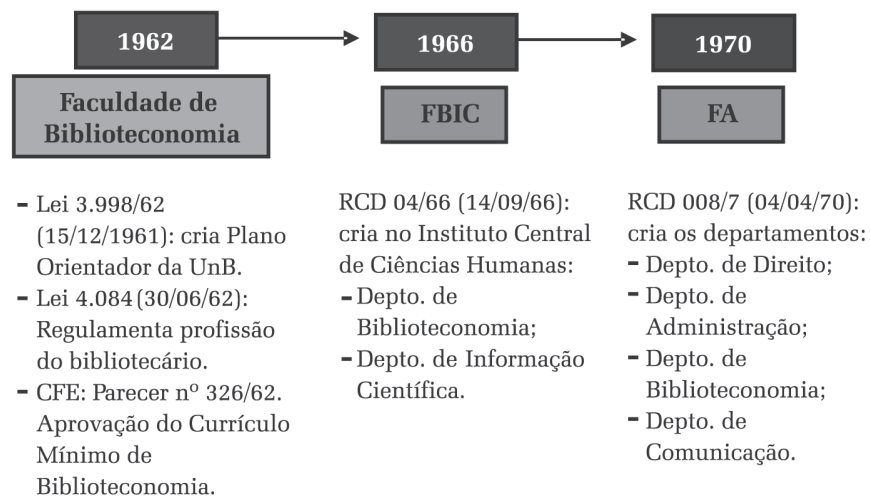 1962
Faculdade de
Biblioteconomia
- Lei 3.998/62
(15/12/1961): cria Plano
Orientador da UnB.
- Lei 4.084 (30/06/62):
Regulamenta profissão
do bibliotecário.
- CFE: Parecer nº 326/62.
Aprovação do Currículo
Mínimo de
Biblioteconomia.
1966
FBIC
RCD 04/66 (14/09/66):
cria no Instituto Central
de Ciências Humanas:
- Depto. de
Biblioteconomia;
- Depto. de Informação
Científica.
1970
FA
RCD 008/7 (04/04/70):
cria os departamentos:
- Depto. de Direito;
- Depto. de
Administração;
- Depto. de
Biblioteconomia;
- Depto. de
Comunicação.